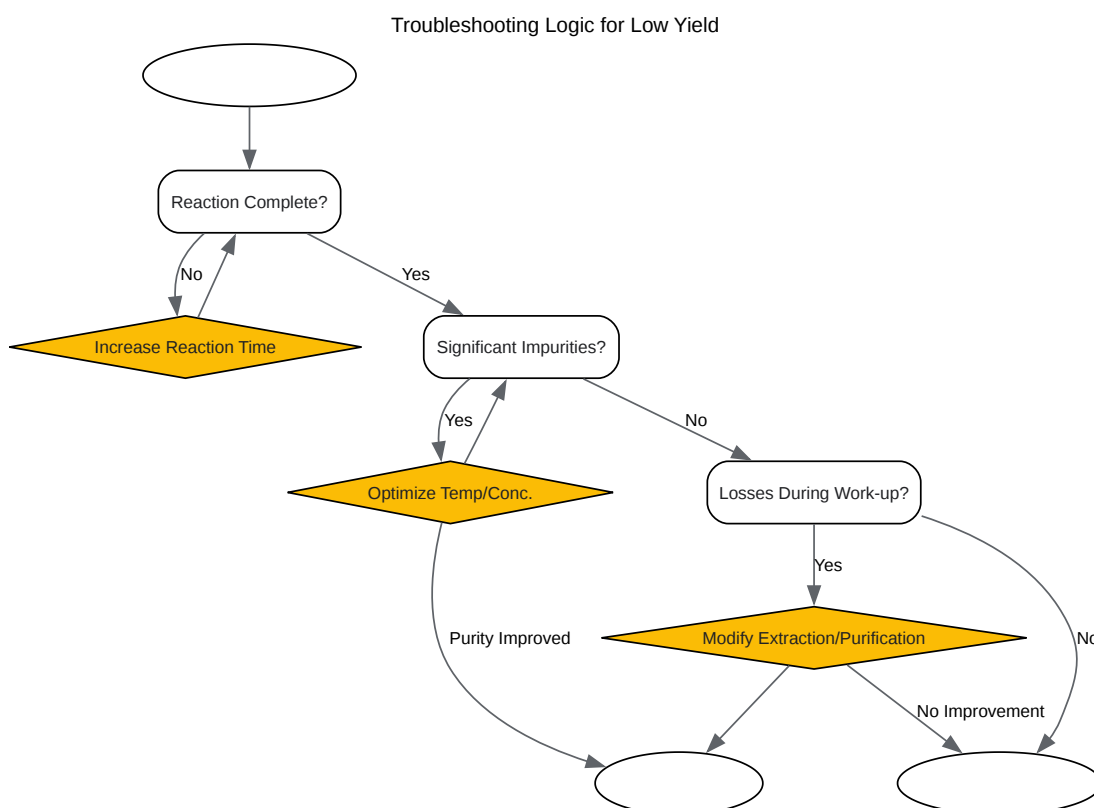 Troubleshooting Logic for Low Yield
Reaction Complete?
No
Yes
Increase Reaction Time
Significant Impurities?
Yes
No
Optimize Temp/Conc.
Losses During Work-up?
Yes
Purity Improved
Modify Extraction/Purification
No
No Improvement